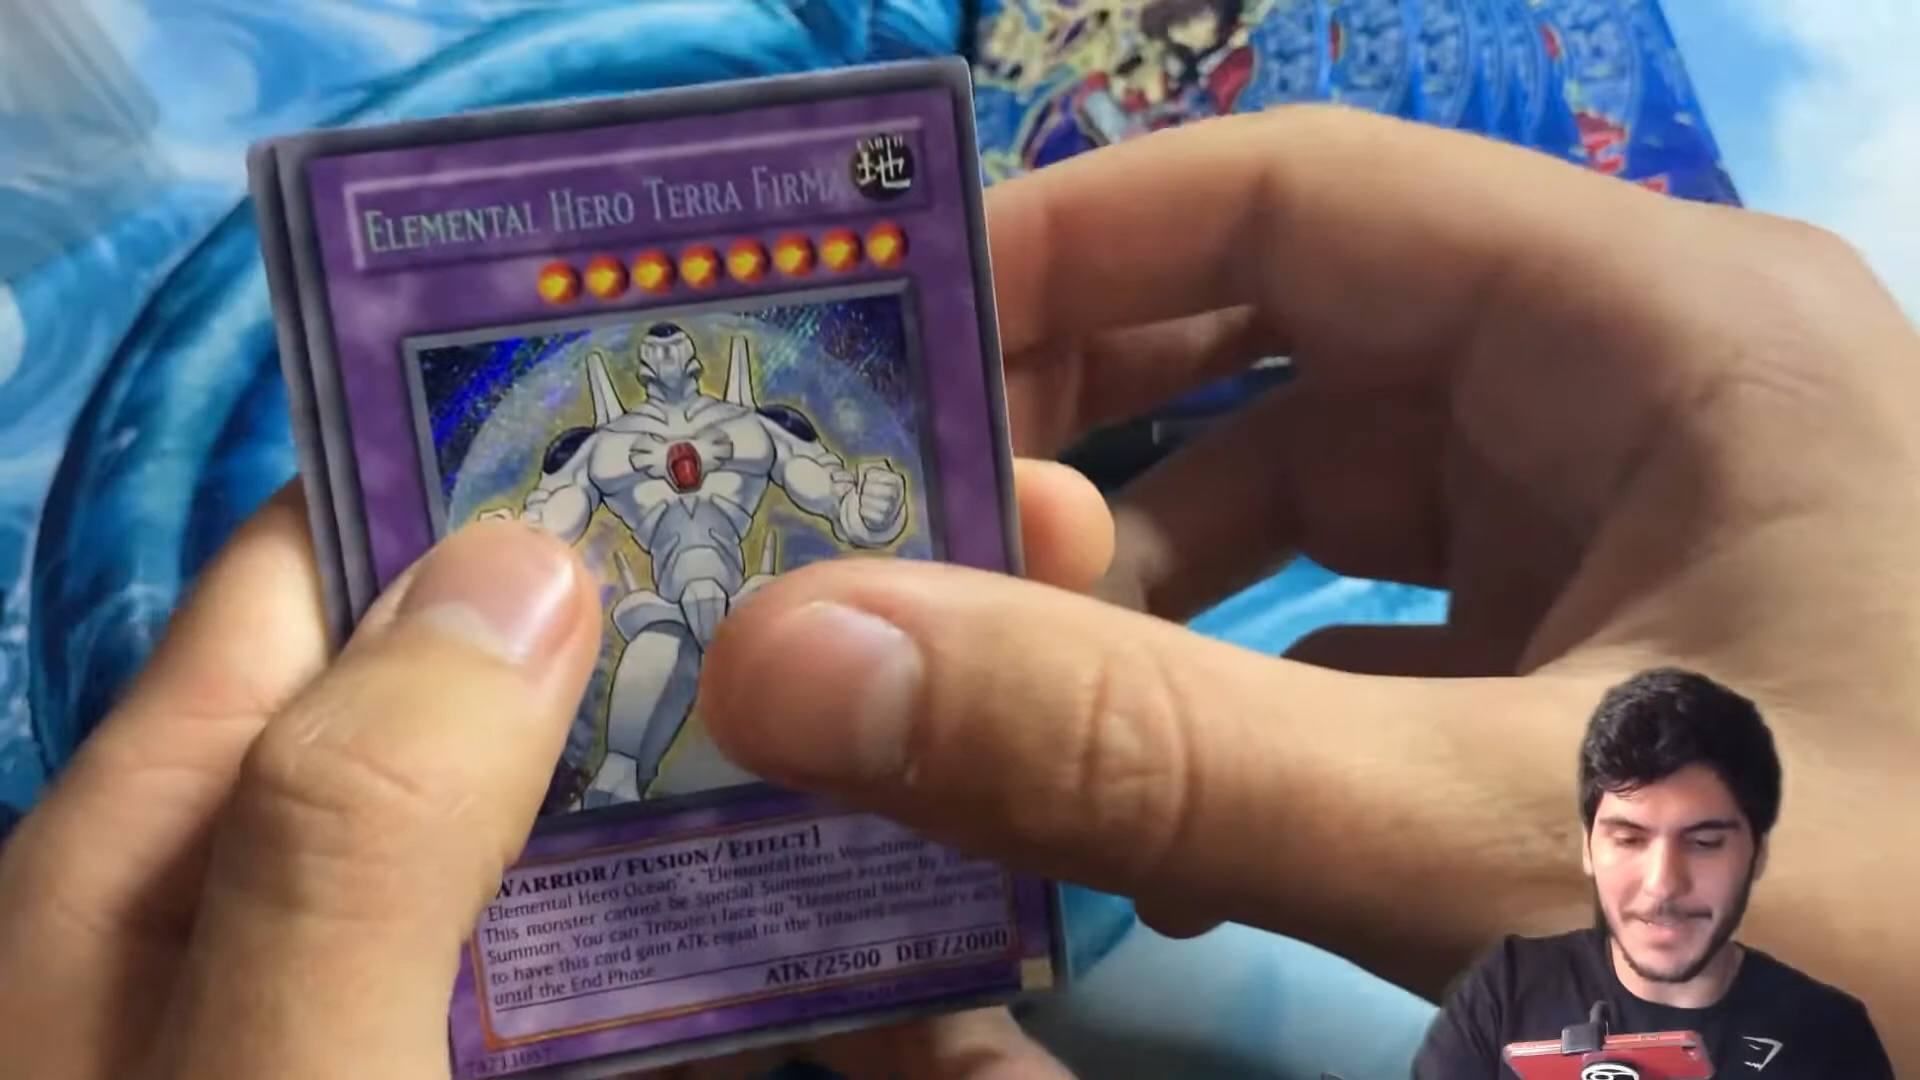 ELEMENTAL HERO TERRA FIRMA
EARTH
地
WARRIOR/FUSION/EFFECT]
Elemental Hero Ocean" + "Elemental Hero
This monster cannot be Special Summoned except by
Summon. You can Tribute 1 face-up "Elemental Hero"
to have this card gain ATK equal to the Tributed monster's ATK
until the End Phase
ATK/2500 DEF/2000